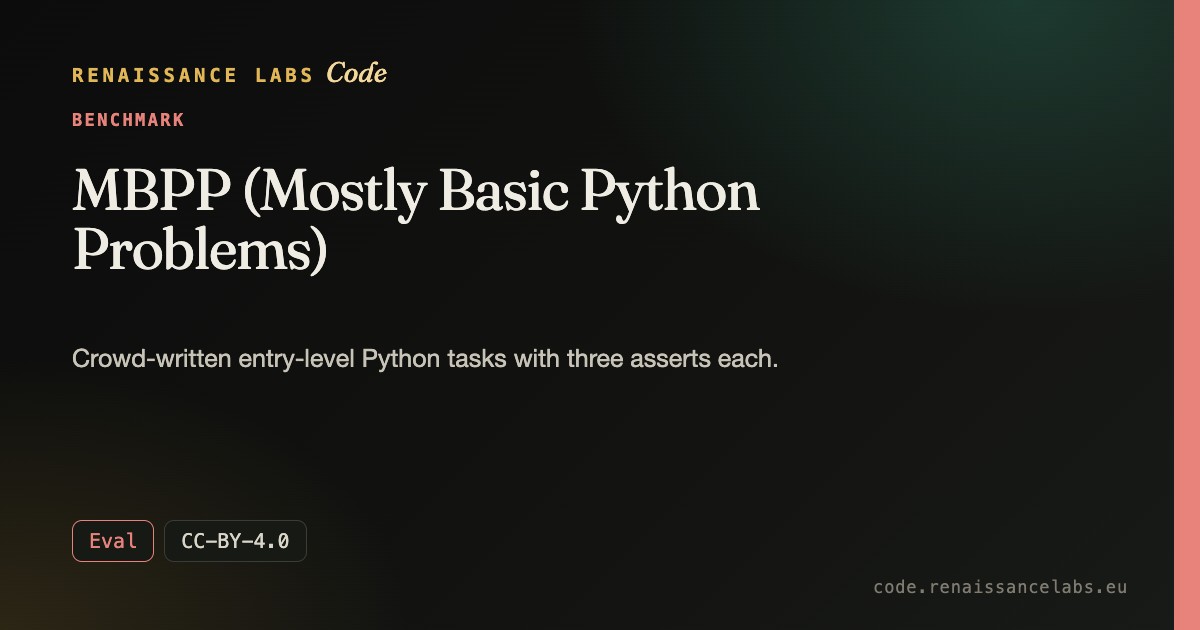 RENAISSANCE LABS Code
BENCHMARK
MBPP (Mostly Basic Python
Problems)
Crowd-written entry-level Python tasks with three asserts each.
Eval
CC-BY-4.0
code.renaissancelabs.eu